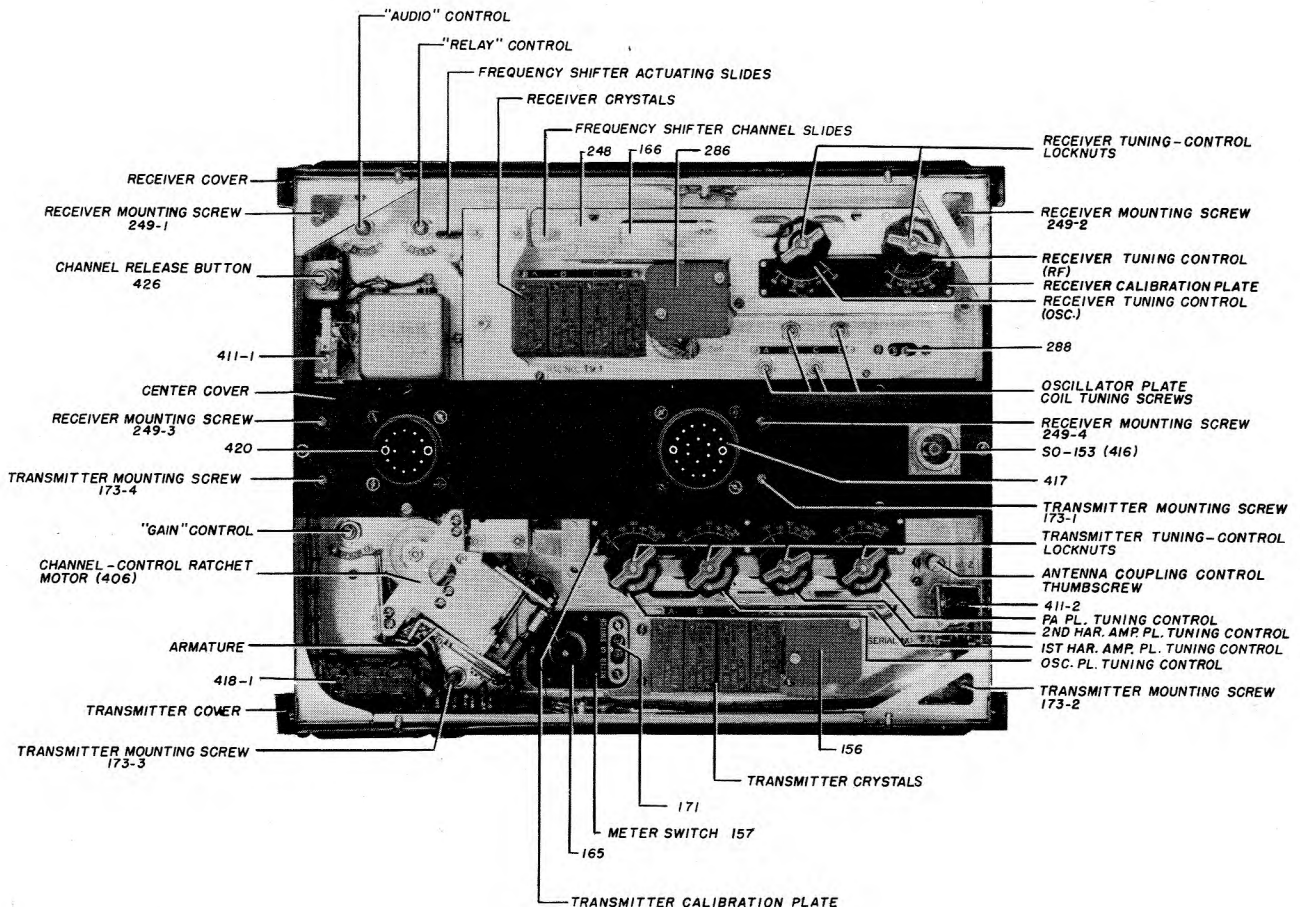 "AUDIO" CONTROL
"RELAY" CONTROL
FREQUENCY SHIFTER ACTUATING SLIDES
RECEIVER CRYSTALS
FREQUENCY SHIFTER CHANNEL SLIDES
248
166
286
RECEIVER COVER
RECEIVER MOUNTING SCREW
249-1
CHANNEL RELEASE BUTTON
426
411-1
CENTER COVER
RECEIVER MOUNTING SCREW
249-3
420
TRANSMITTER MOUNTING SCREW
173-4
"GAIN" CONTROL
CHANNEL-CONTROL RATCHET
MOTOR (406)
ARMATURE
418-1
TRANSMITTER COVER
TRANSMITTER MOUNTING SCREW
173-3
RECEIVER TUNING-CONTROL
LOCKNUTS
RECEIVER MOUNTING SCREW
249-2
RECEIVER TUNING CONTROL
(RF)
RECEIVER CALIBRATION PLATE
RECEIVER TUNING CONTROL
(OSC.)
288
OSCILLATOR PLATE
COIL TUNING SCREWS
RECEIVER MOUNTING SCREW
249-4
SO-153 (416)
417
TRANSMITTER MOUNTING SCREW
173-1
TRANSMITTER TUNING-CONTROL
LOCKNUTS
ANTENNA COUPLING CONTROL
THUMBSCREW
411-2
PA PL. TUNING CONTROL
2ND HAR. AMP. PL. TUNING CONTROL
1ST HAR. AMP. PL. TUNING CONTROL
OSC. PL. TUNING CONTROL
SERIAL NO.
TRANSMITTER MOUNTING SCREW
173-2
156
TRANSMITTER CRYSTALS
171
METER SWITCH 157
165
TRANSMITTER CALIBRATION PLATE